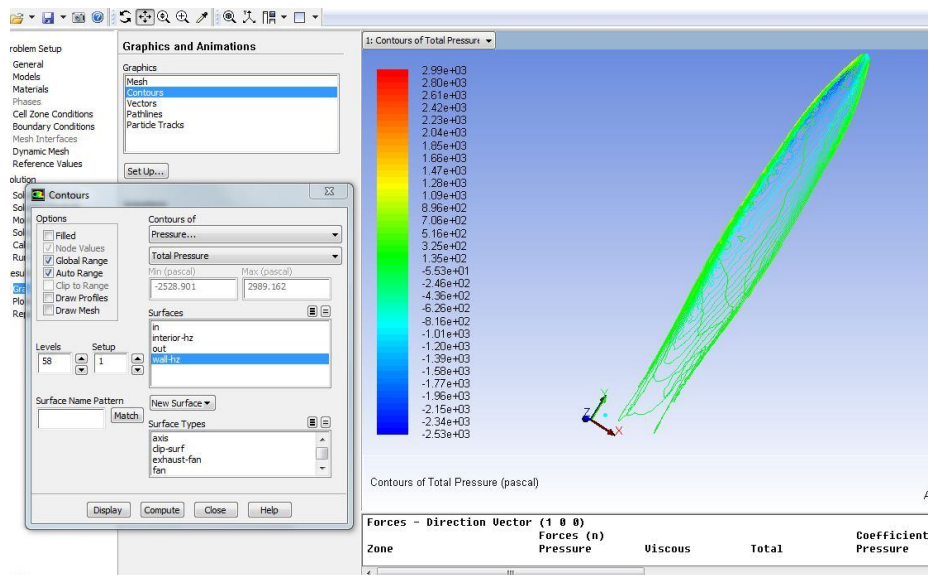 roblem Setup
General
Models
Materials
Phases
Cell Zone Conditions
Boundary Conditions
Mesh Interfaces
Dynamic Mesh
Reference Values
olution
Sol
Sol
Mo
Sol
Cal
Run
esu
Gra
Plo
Rep
Graphics and Animations
Graphics
Mesh
Contours
Vectors
Pathlines
Particle Tracks
Set Up...
Contours
Options
Filled
Node Values
Global Range
Auto Range
Clip to Range
Draw Profiles
Draw Mesh
Levels Setup
58 1
Surface Name Pattern
Match
Contours of
Pressure...
Total Pressure
Min (pascal) Max (pascal)
-2528.901 2989.162
Surfaces
in
interior-hz
out
wall-hz
New Surface
Surface Types
axis
clip-surf
exhaust-fan
fan
Display Compute Close Help
1: Contours of Total Pressure
2.99e+03
2.80e+03
2.61e+03
2.42e+03
2.23e+03
2.04e+03
1.85e+03
1.66e+03
1.47e+03
1.28e+03
1.09e+03
8.96e+02
7.06e+02
5.16e+02
3.25e+02
1.35e+02
-5.53e+01
-2.46e+02
-4.36e+02
-6.26e+02
-8.16e+02
-1.01e+03
-1.20e+03
-1.39e+03
-1.58e+03
-1.77e+03
-1.96e+03
-2.15e+03
-2.34e+03
-2.53e+03
Y
Z
X
Contours of Total Pressure (pascal)
A
Forces - Direction Vector (1 0 0)
Forces (n) Coefficient
Zone Pressure Viscous Total Pressure